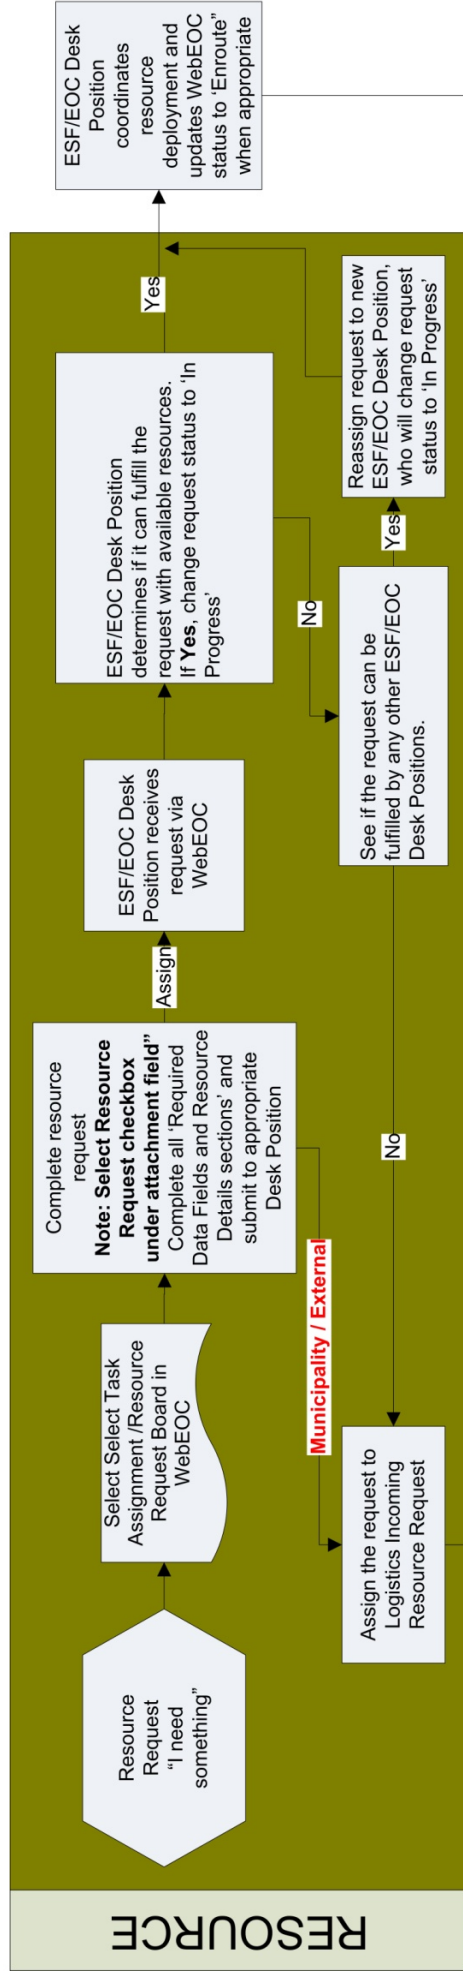 RESOURCE
Resource
Request
“I need
something”
Select Select Task
Assignment /Resource
Request Board in
WebEOC
Complete resource
request
Note: Select Resource
Request checkbox
under attachment field”
Complete all ‘Required
Data Fields and Resource
Details sections’ and
submit to appropriate
Desk Position
Assign
ESF/EOC Desk
Position receives
request via
WebEOC
ESF/EOC Desk Position
determines if it can fulfill the
request with available resources.
If Yes, change request status to ‘In
Progress’
Yes
ESF/EOC Desk
Position
coordinates
resource
deployment and
updates WebEOC
status to ‘Enroute”
when appropriate
Municipality / External
No
Assign the request to
Logistics Incoming
Resource Request
No
See if the request can be
fulfilled by any other ESF/EOC
Desk Positions.
Yes
Reassign request to new
ESF/EOC Desk Position,
who will change request
status to ‘In Progress’